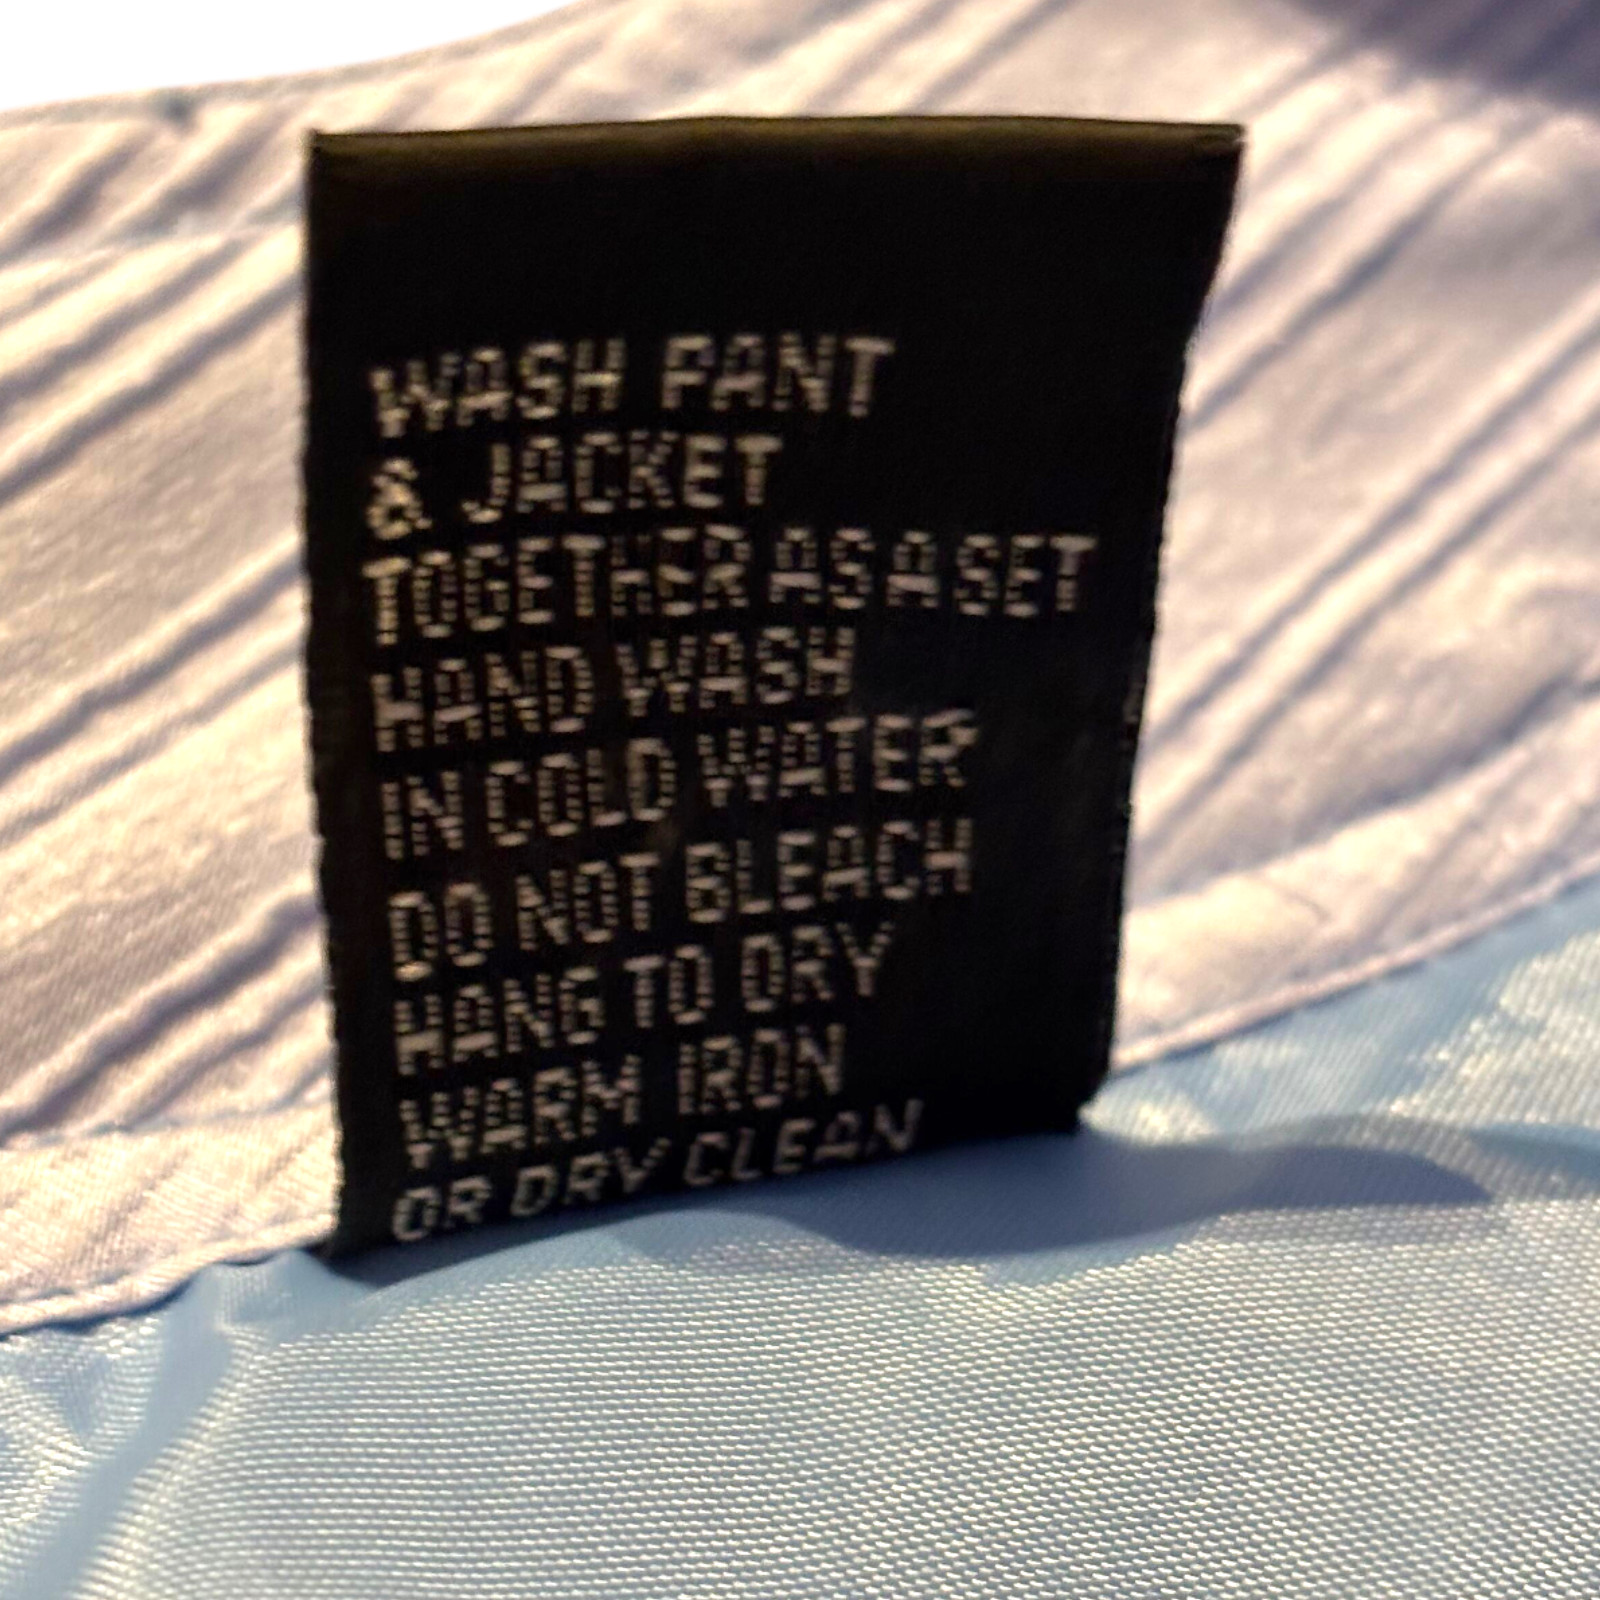 WASH PANT
& JACKET
TOGETHER AS A SET
HAND WASH
IN COLD WATER
DO NOT BLEACH
HANG TO DRY
WARM IRON
OR DRY CLEAN